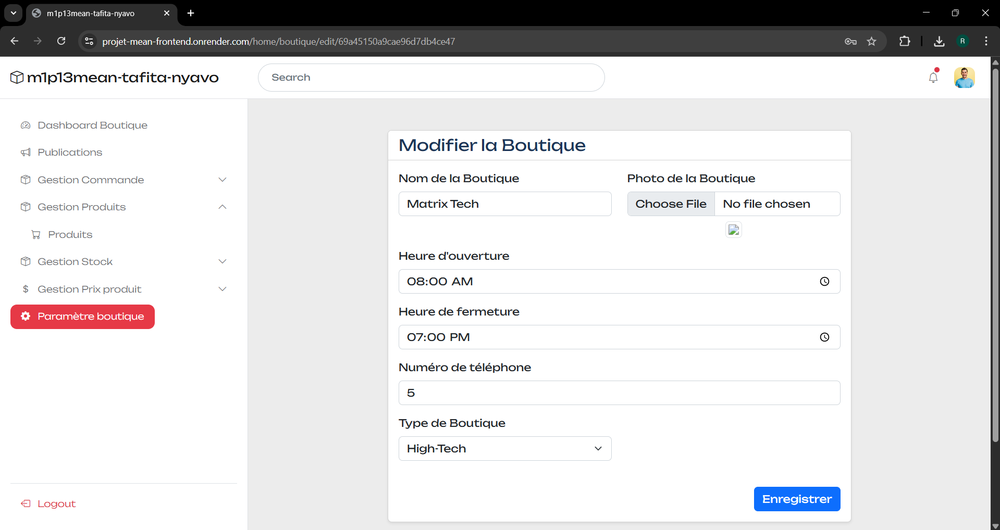 m1p13mean-tafita-nyavo
projet-mean-frontend.onrender.com/home/boutique/edit/69a45150a9cae96d7db4ce47
R
m1p13mean-tafita-nyavo
Search
Dashboard Boutique
Publications
Gestion Commande
Gestion Produits
Produits
Gestion Stock
$ Gestion Prix produit
Paramètre boutique
Logout
Modifier la Boutique
Nom de la Boutique
Matrix Tech
Photo de la Boutique
Choose File No file chosen
Heure d'ouverture
08:00 AM
Heure de fermeture
07:00 PM
Numéro de téléphone
5
Type de Boutique
High-Tech
Enregistrer